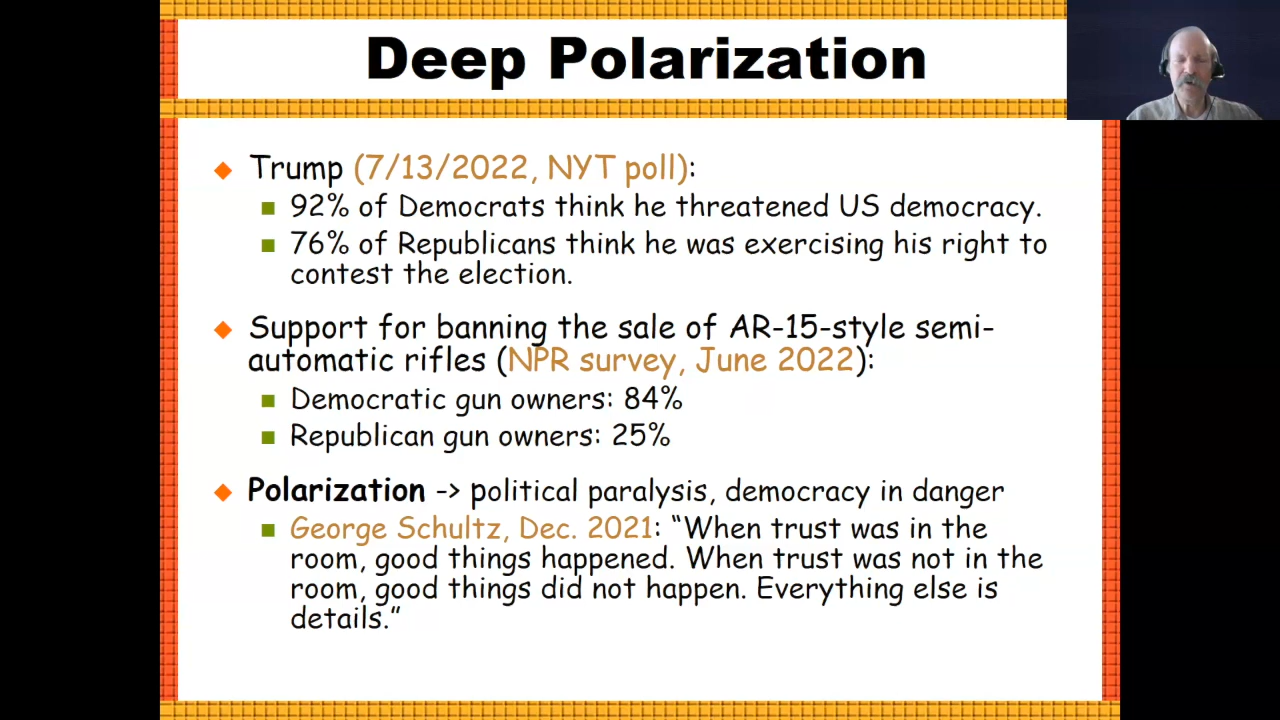 Deep Polarization
Trump (7/13/2022, NYT poll):
92% of Democrats think he threatened US democracy.
76% of Republicans think he was exercising his right to
contest the election.
Support for banning the sale of AR-15-style semi-
automatic rifles (NPR survey, June 2022):
Democratic gun owners: 84%
Republican gun owners: 25%
Polarization -> political paralysis, democracy in danger
George Schultz, Dec. 2021: “When trust was in the
room, good things happened. When trust was not in the
room, good things did not happen. Everything else is
details.”